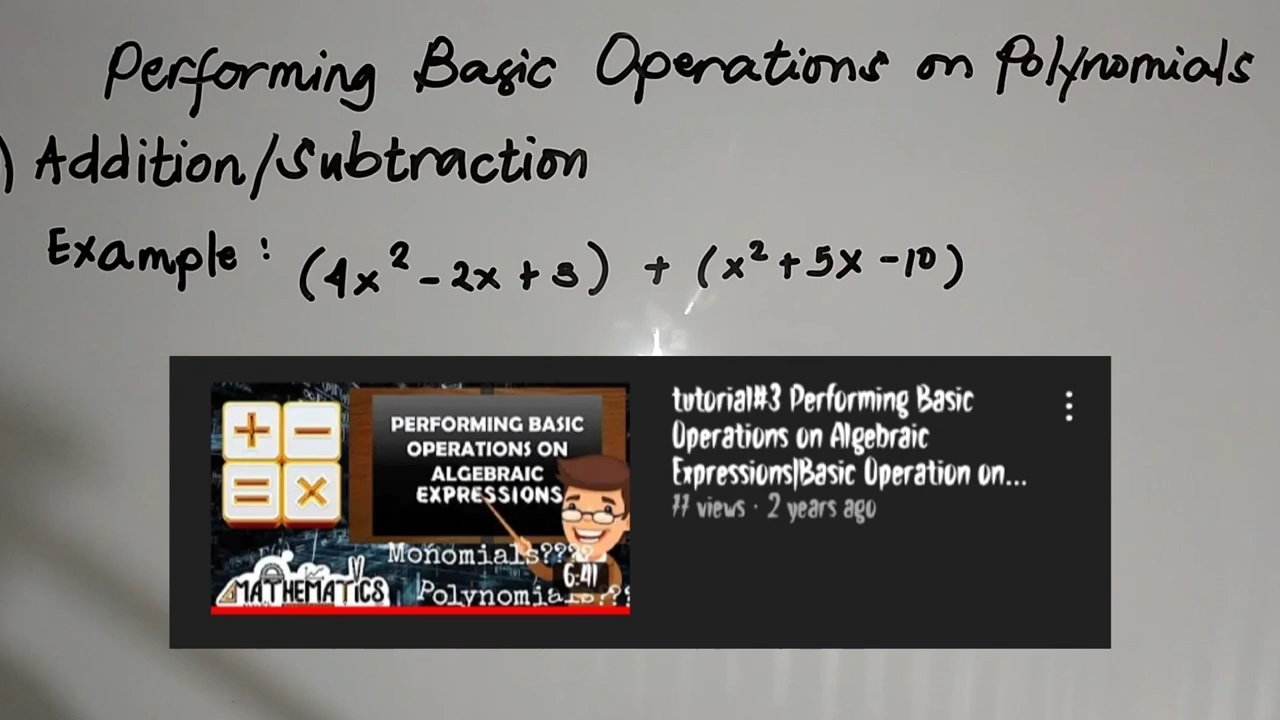 Performing Basic Operations on Polynomials
) Addition/Subtraction
Example: (4x² - 2x + 3) + (x² + 5x - 10)
PERFORMING BASIC
OPERATIONS ON
ALGEBRAIC
EXPRESSIONS
Monomials????
MATHEMATICS
Polynomials???
6:41
tutorial#3 Performing Basic
Operations on Algebraic
Expressions|Basic Operation on...
77 views · 2 years ago